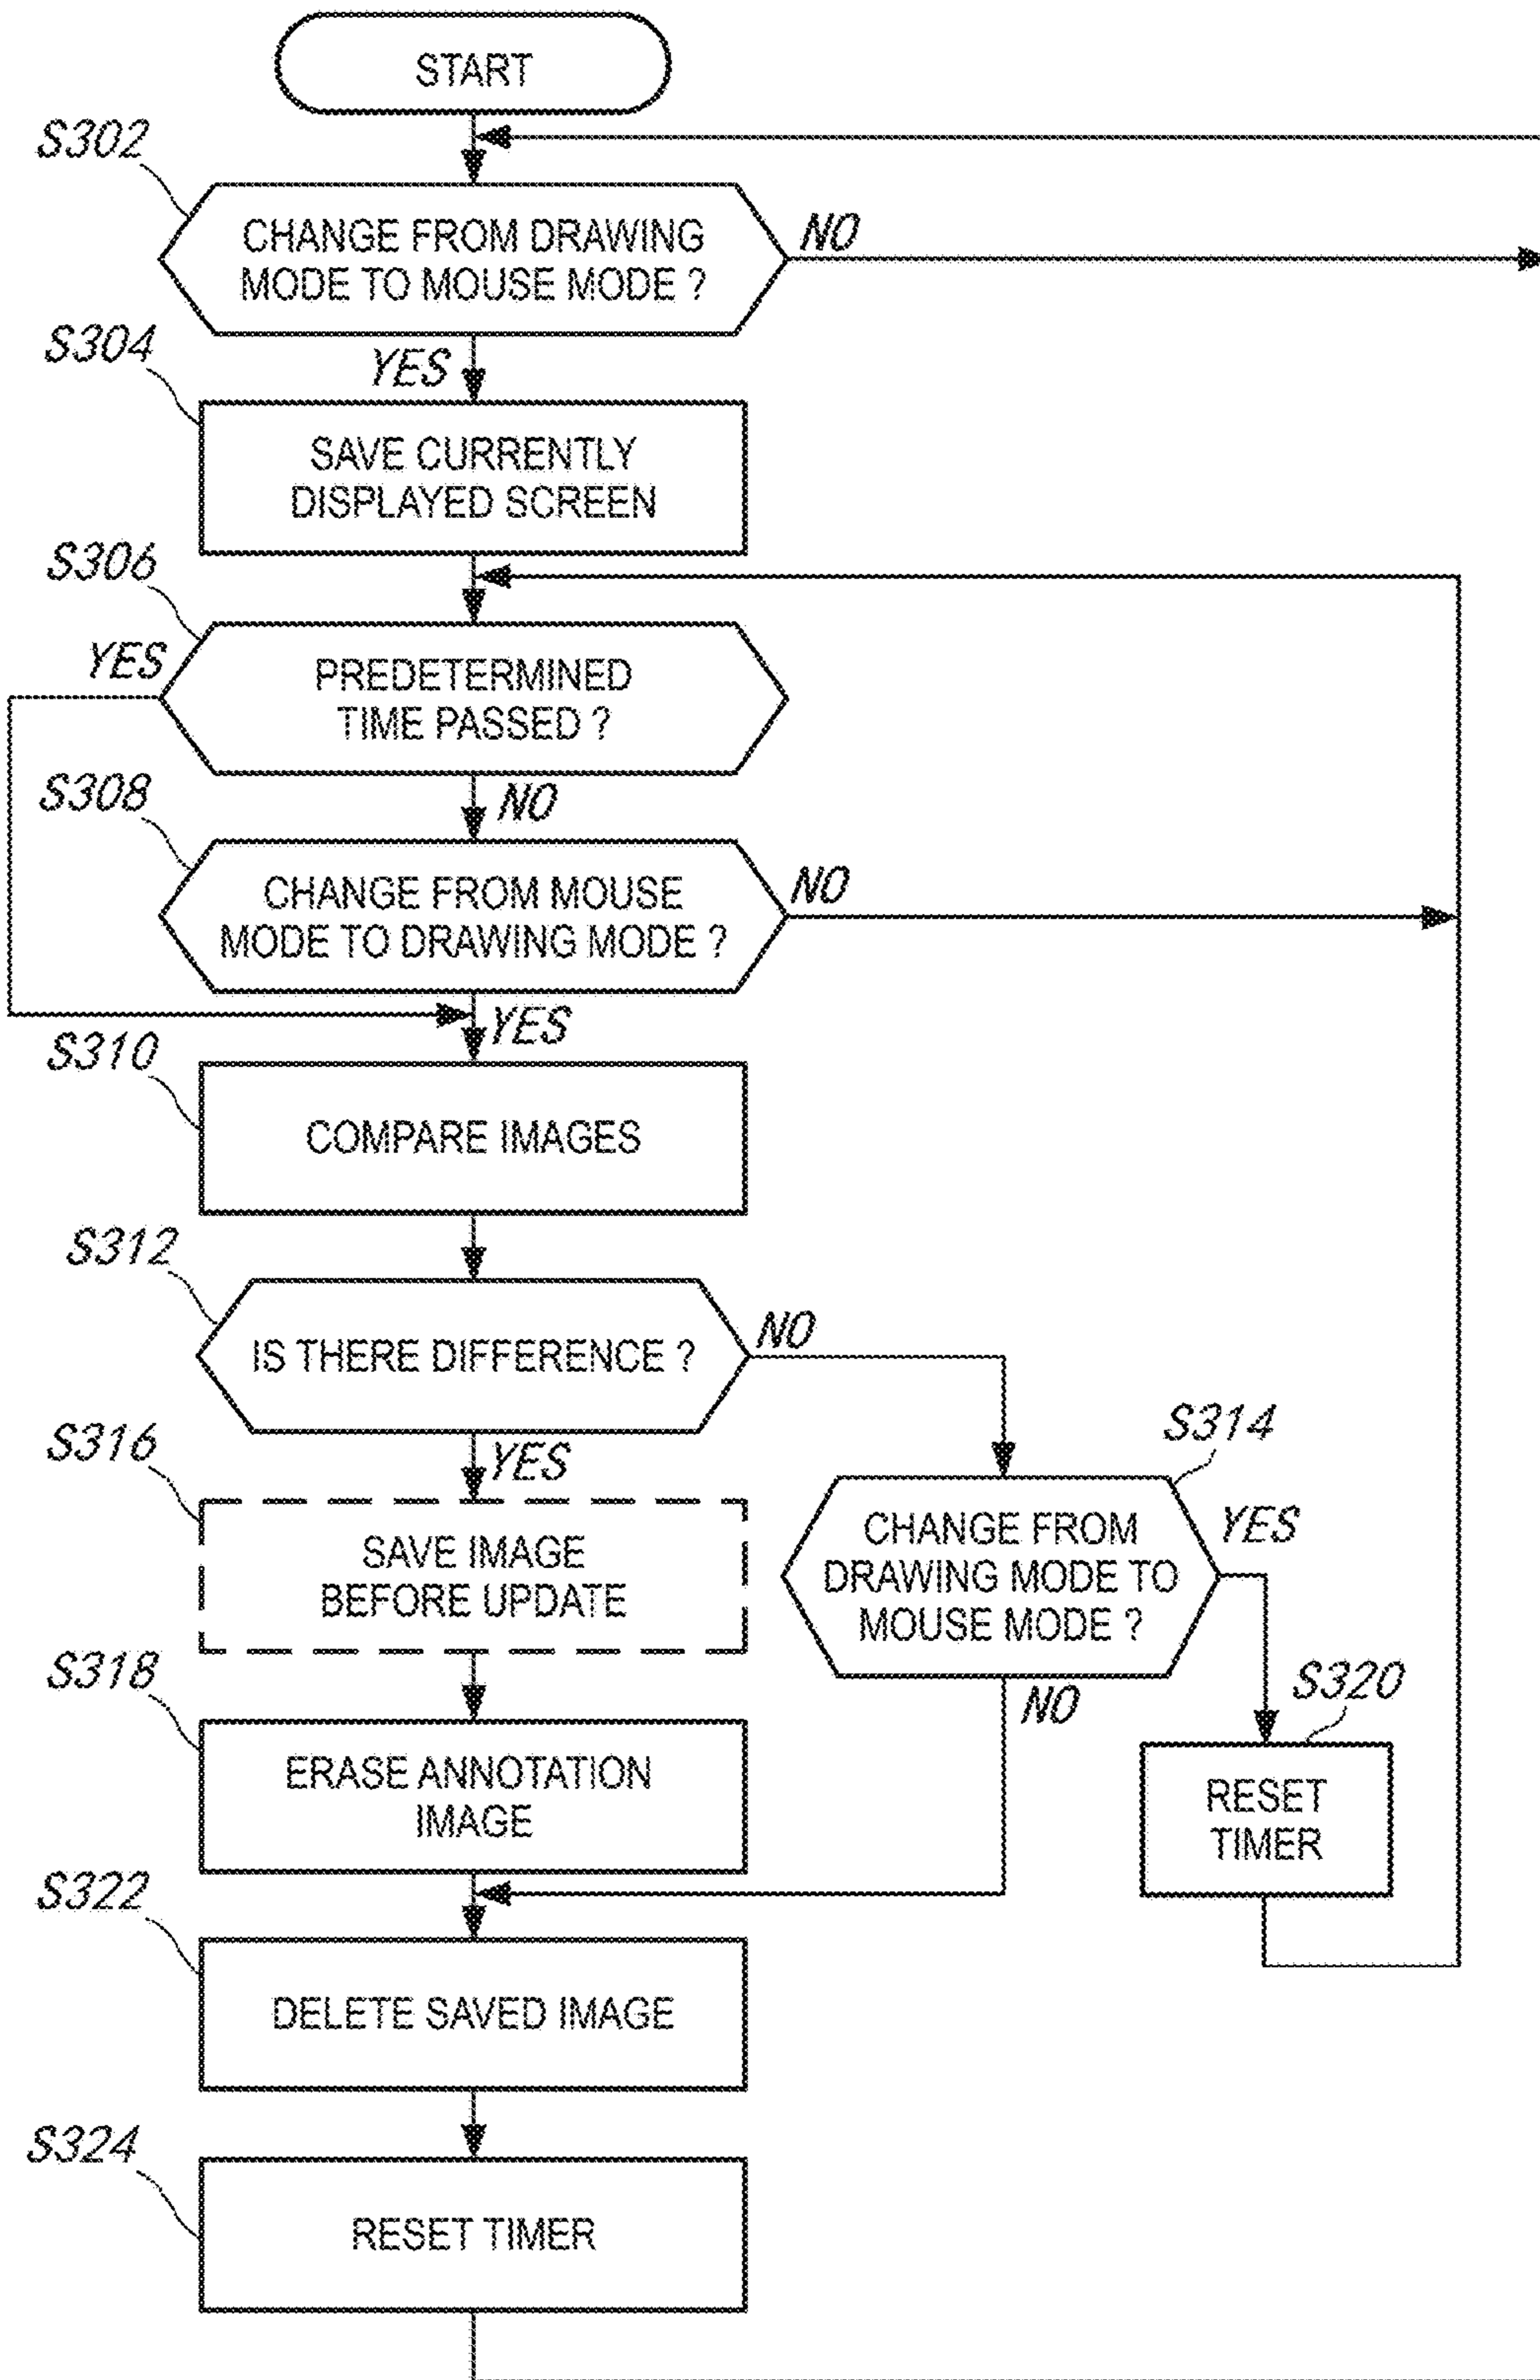 START
S302
CHANGE FROM DRAWING
MODE TO MOUSE MODE ?
NO
S304
YES
SAVE CURRENTLY
DISPLAYED SCREEN
S306
YES
PREDETERMINED
TIME PASSED ?
NO
S308
CHANGE FROM MOUSE
MODE TO DRAWING MODE ?
NO
YES
S310
COMPARE IMAGES
S312
IS THERE DIFFERENCE ?
NO
S316
YES
SAVE IMAGE
BEFORE UPDATE
S314
CHANGE FROM
DRAWING MODE TO
MOUSE MODE ?
YES
NO
S318
ERASE ANNOTATION
IMAGE
S320
RESET
TIMER
S322
DELETE SAVED IMAGE
S324
RESET TIMER